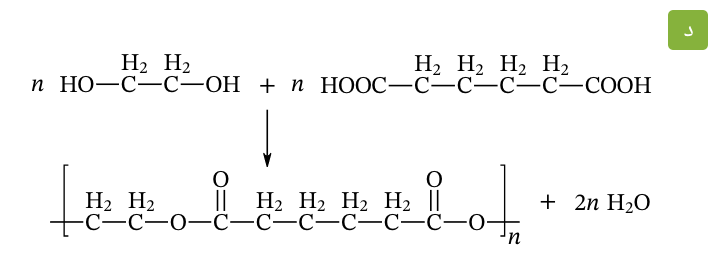 د
H₂ H₂ H₂ H₂ H₂ H₂
n HO—C—C—OH + n HOOC—C—C—C—C—COOH
O O
H₂ H₂ H₂ H₂ H₂ H₂
C—C—O—C—C—C—C—C—C—O + 2n H₂O
n